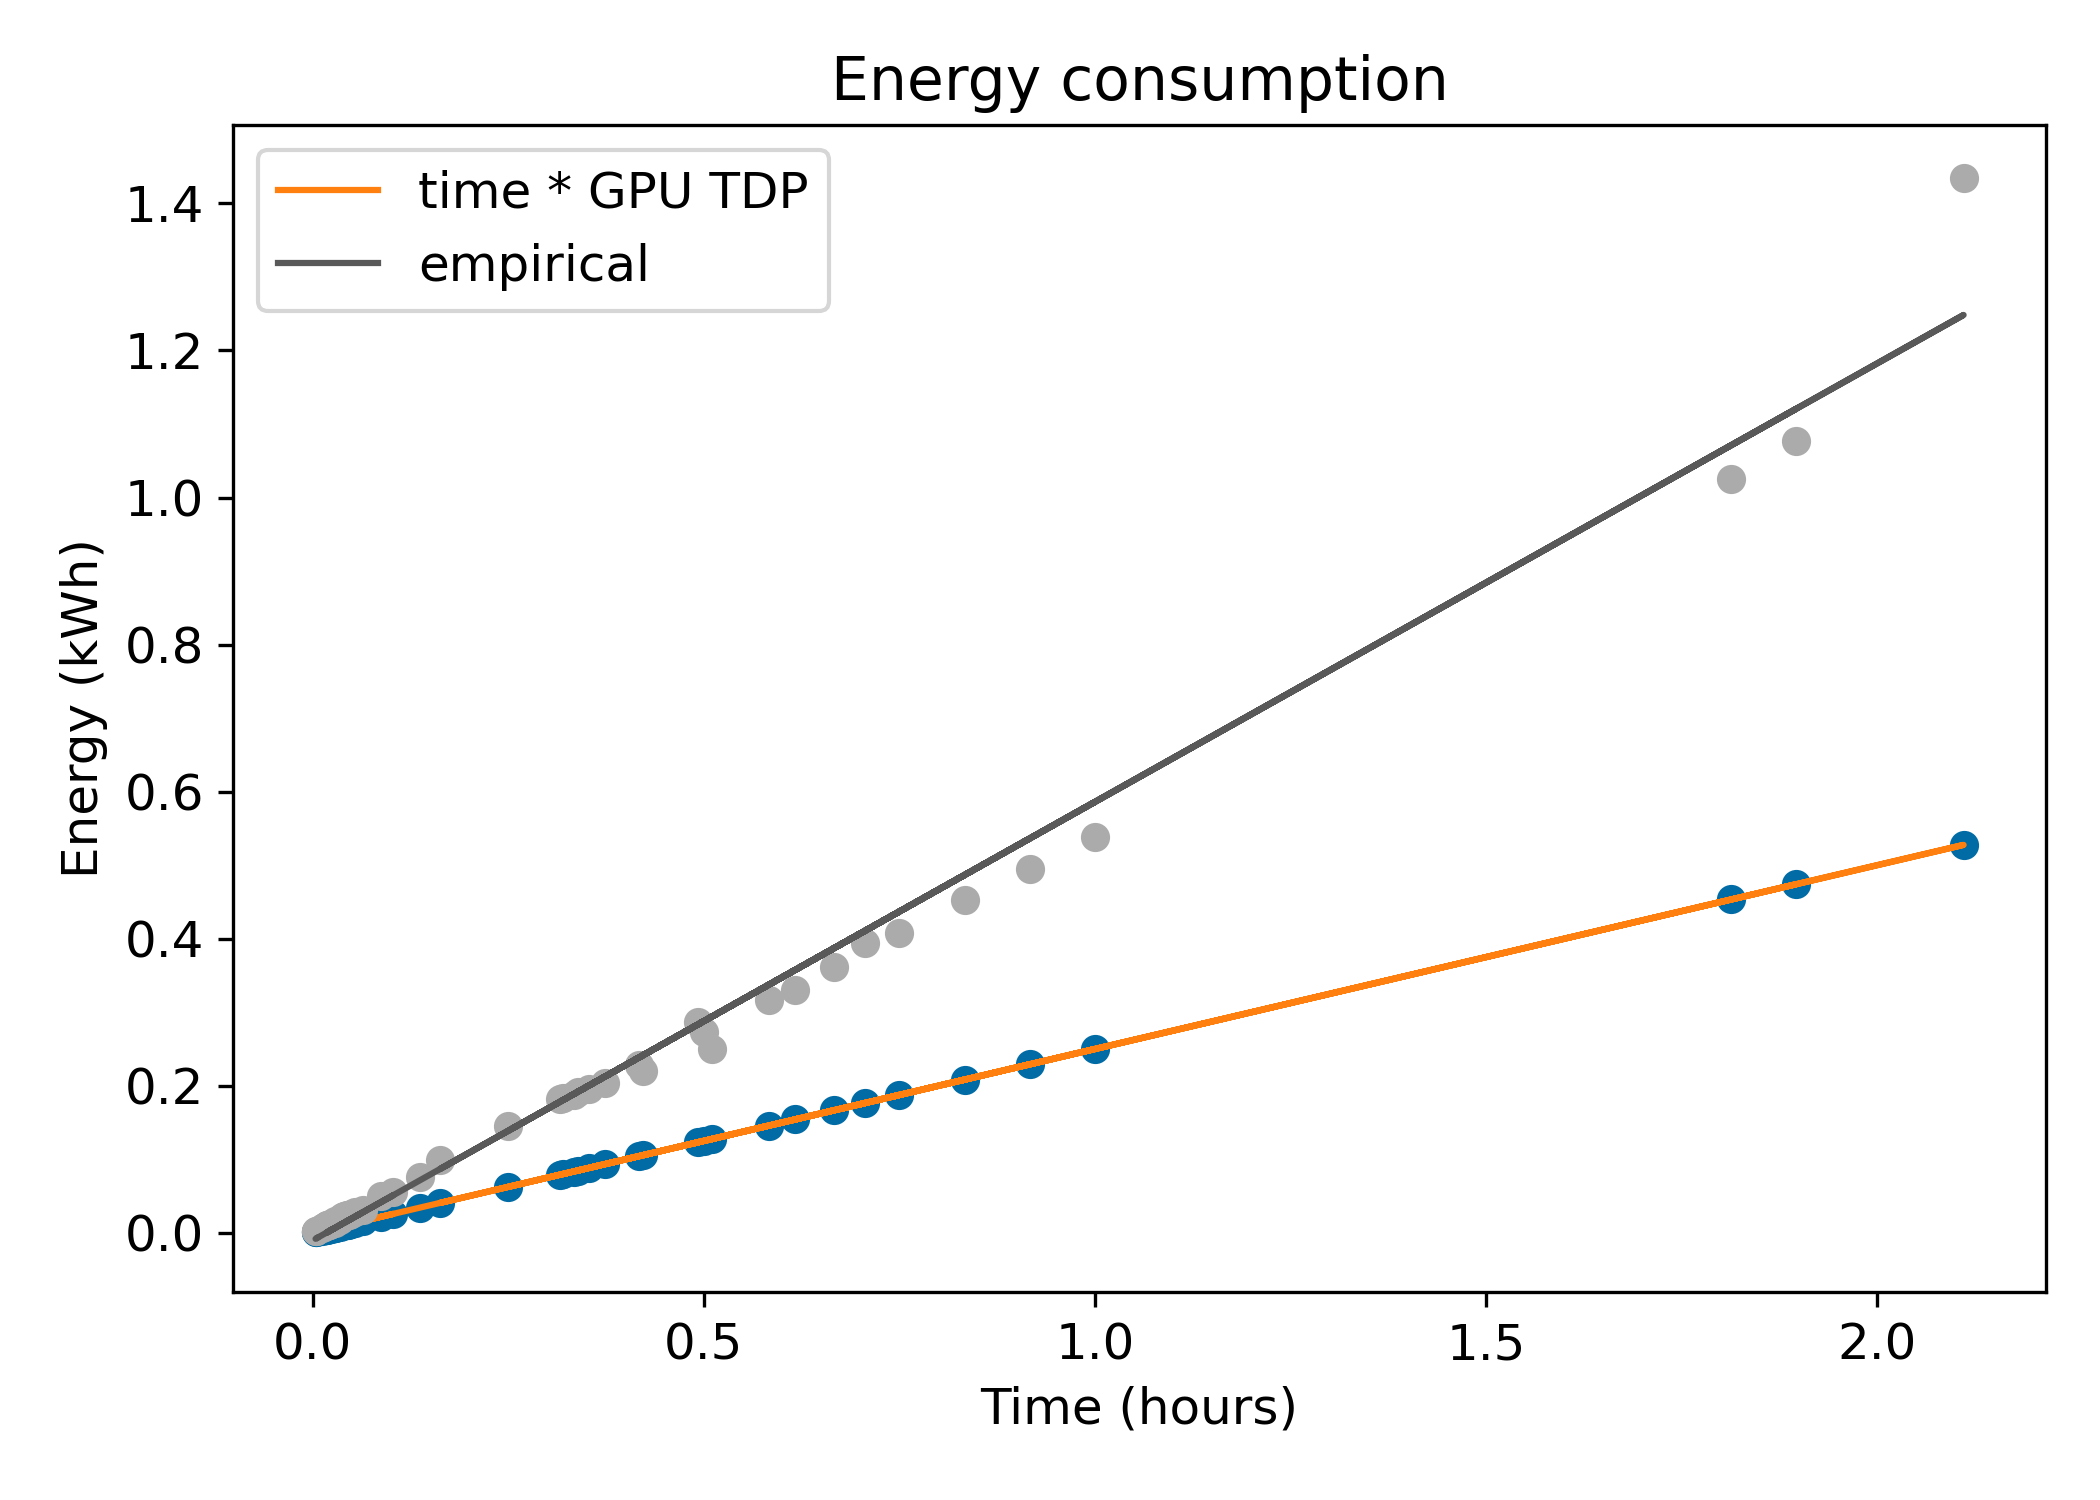 Energy consumption
time * GPU TDP
empirical
Energy (kWh)
1.4
1.2
1.0
0.8
0.6
0.4
0.2
0.0
0.0 0.5 1.0 1.5 2.0
Time (hours)